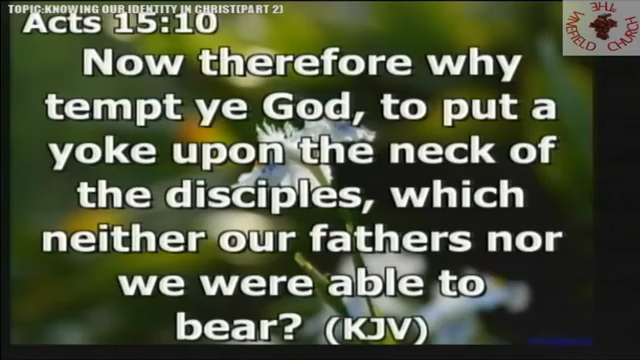 TOPIC:KNOWING OUR IDENTITY IN CHRIST(PART 2)
Acts 15:10
THE VINEFIELD CHURCH
Now therefore why
tempt ye God, to put a
yoke upon the neck of
the disciples, which
neither our fathers nor
we were able to
bear? (KJV)